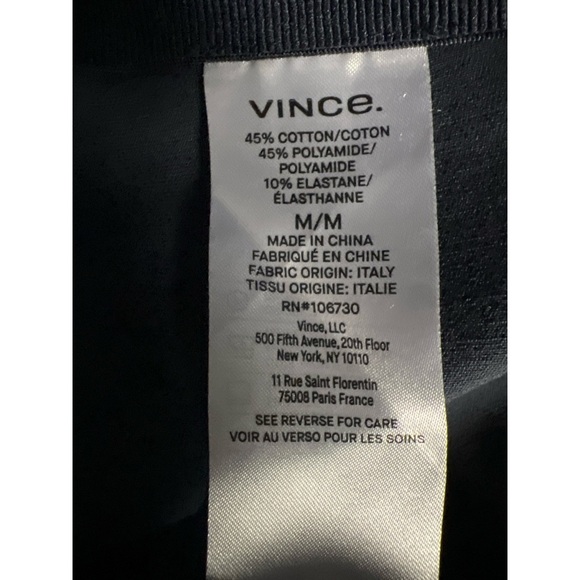 VINCE.
45% COTTON/COTON
45% POLYAMIDE/
POLYAMIDE
10% ELASTANE/
ÉLASTHANNE
M/M
MADE IN CHINA
FABRIQUÉ EN CHINE
FABRIC ORIGIN: ITALY
TISSU ORIGINE: ITALIE
RN#106730
Vince, LLC
500 Fifth Avenue, 20th Floor
New York, NY 10110
11 Rue Saint Florentin
75008 Paris France
SEE REVERSE FOR CARE
VOIR AU VERSO POUR LES SOINS